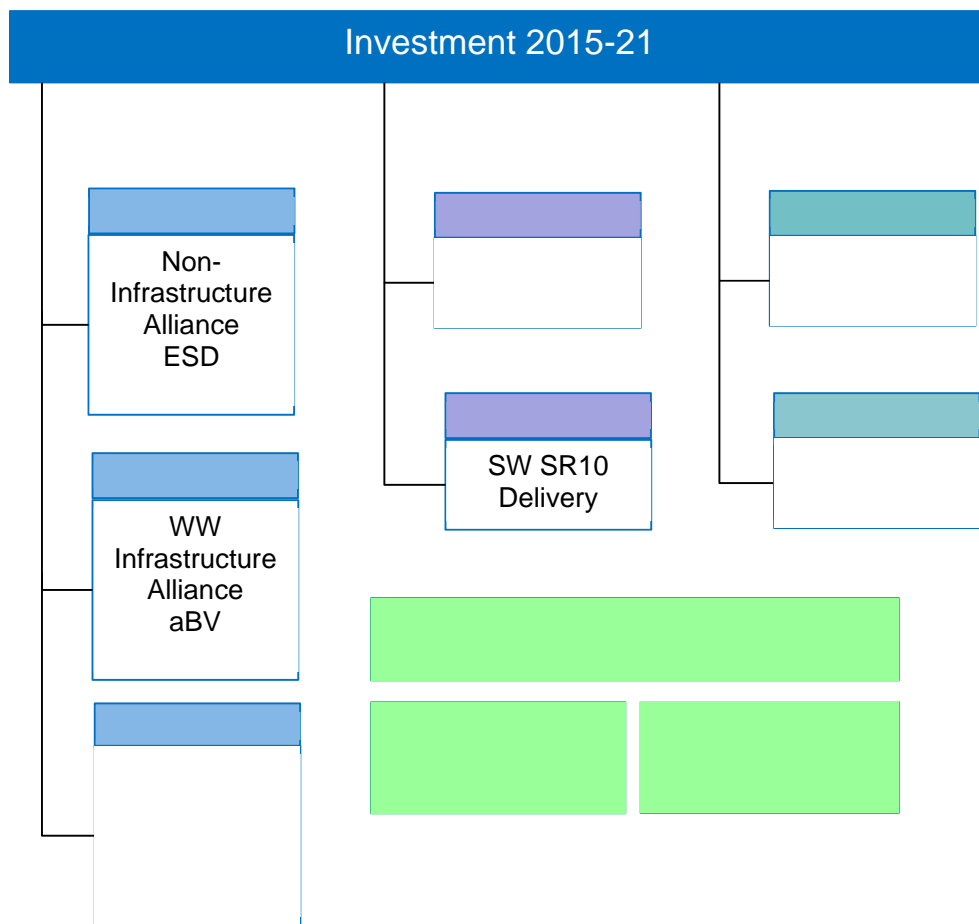 Investment 2015-21
Non-
Infrastructure
Alliance
ESD
SW SR10
Delivery
WW
Infrastructure
Alliance
aBV